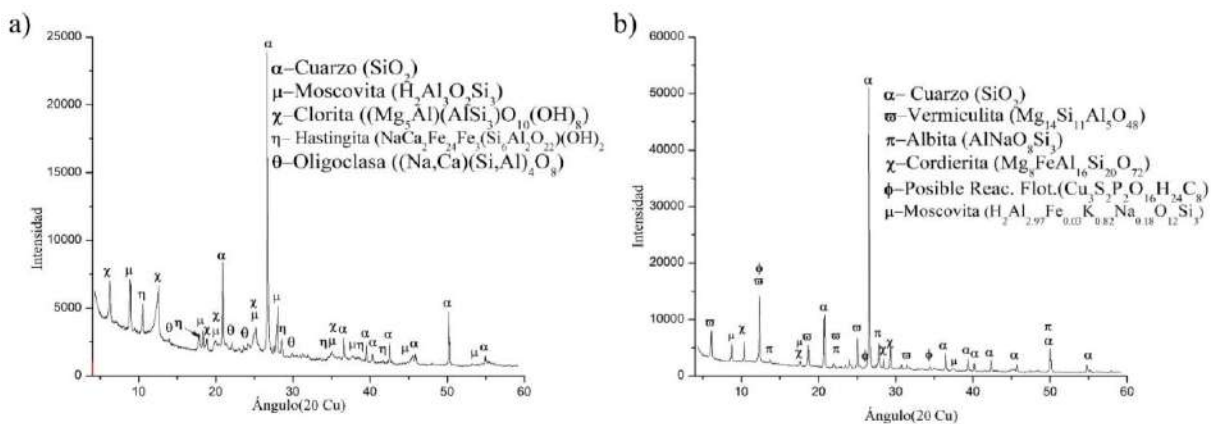 a)
25000
20000
15000
10000
5000
0
Intensidad
α–Cuarzo (SiO2)
μ–Moscovita (H2Al3O2Si3)
χ–Clorita ((Mg5Al)(AlSi3)O10(OH)8)
η– Hastingita (NaCa2Fe24Fe3(Si6Al2O22)(OH)2
θ–Oligoclasa ((Na,Ca)(Si,Al)4O8)
χ μ η χ θ η μ χ μ χ α θ θ χ μ α μ η θ χ ημ α μη α α η μ α α μ α
10 20 30 40 50 60
Ángulo(2θ Cu)
b)
60000
50000
40000
30000
20000
10000
0
Intensidad
α– Cuarzo (SiO2)
ϖ–Vermiculita (Mg14Si11Al5O48)
π–Albita (AlNaO8Si3)
χ–Cordierita (Mg8FeAl16Si20O72)
ϕ–Posible Reac. Flot.(Cu3S2P2O16H24C8)
μ–Moscovita (H2Al2.97Fe0.03K0.82Na0.18O12Si3)
ϖ μ χ ϕ ϖ π μ χ ϖ α ϖ π ϖ ϕ α α χ χ ϖ ϕ α μ α α α α π α α
10 20 30 40 50 60
Ángulo(2θ Cu)